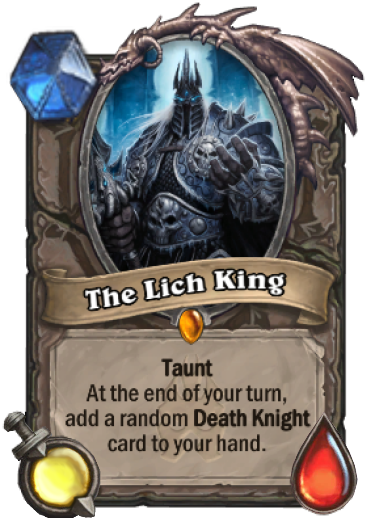 The Lich King
Taunt
At the end of your turn,
add a random Death Knight
card to your hand.